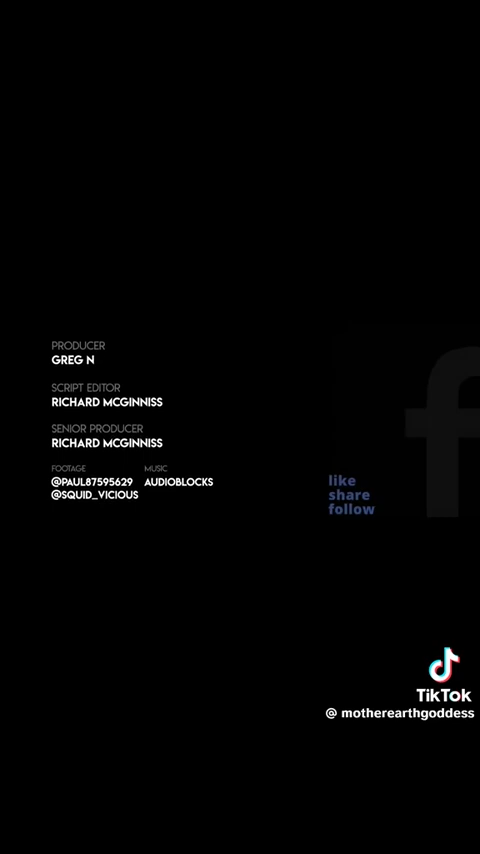 PRODUCER
GREG N
SCRIPT EDITOR
RICHARD MCGINNISS
SENIOR PRODUCER
RICHARD MCGINNISS
FOOTAGE MUSIC
@PAUL87595629 AUDIOBLOCKS
@SQUID_VICIOUS
like
share
follow
TikTok
@ motherearthgoddess